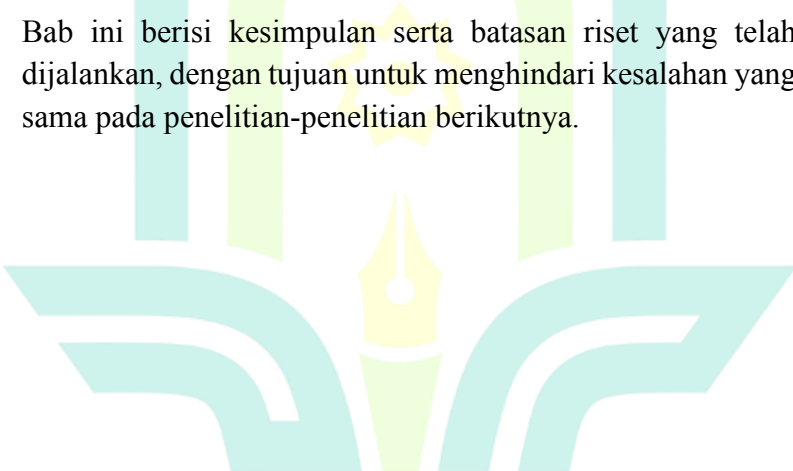 Bab ini berisi kesimpulan serta batasan riset yang telah
dijalankan, dengan tujuan untuk menghindari kesalahan yang
sama pada penelitian-penelitian berikutnya.